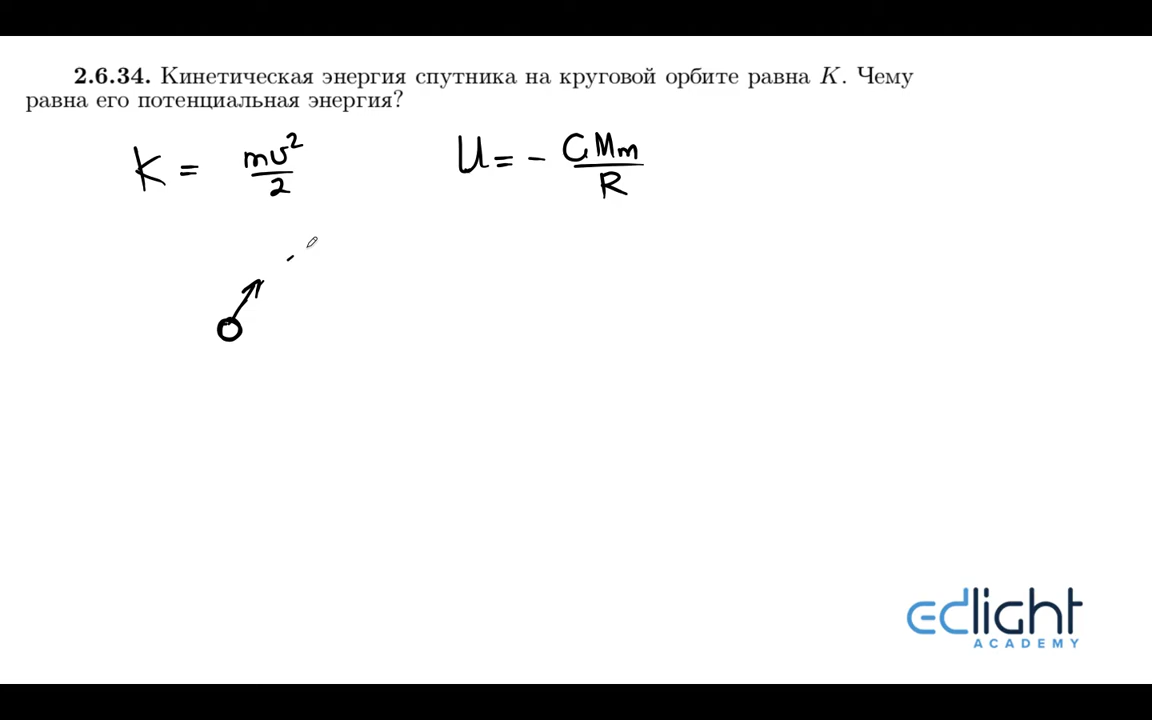 2.6.34. Кинетическая энергия спутника на круговой орбите равна K. Чему
равна его потенциальная энергия?
K = mv²/2    U = - GMm/R
edlight
ACADEMY